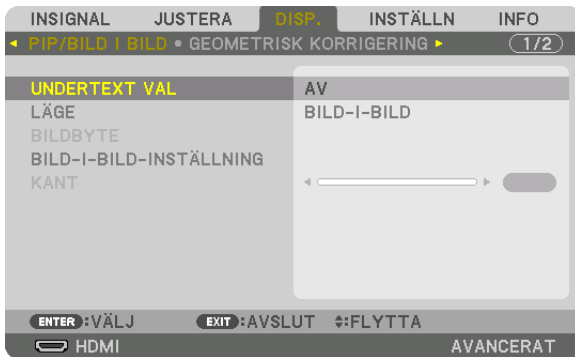 INSIGNAL JUSTERA DISP. INSTÄLLN INFO
PIP/BILD I BILD • GEOMETRISK KORRIGERING 1/2
UNDERTEXT VAL AV
LÄGE BILD-I-BILD
BILDBYTE
BILD-I-BILD-INSTÄLLNING
KANT
ENTER :VÄLJ EXIT :AVSLUT :FLYTTA
HDMI AVANCERAT